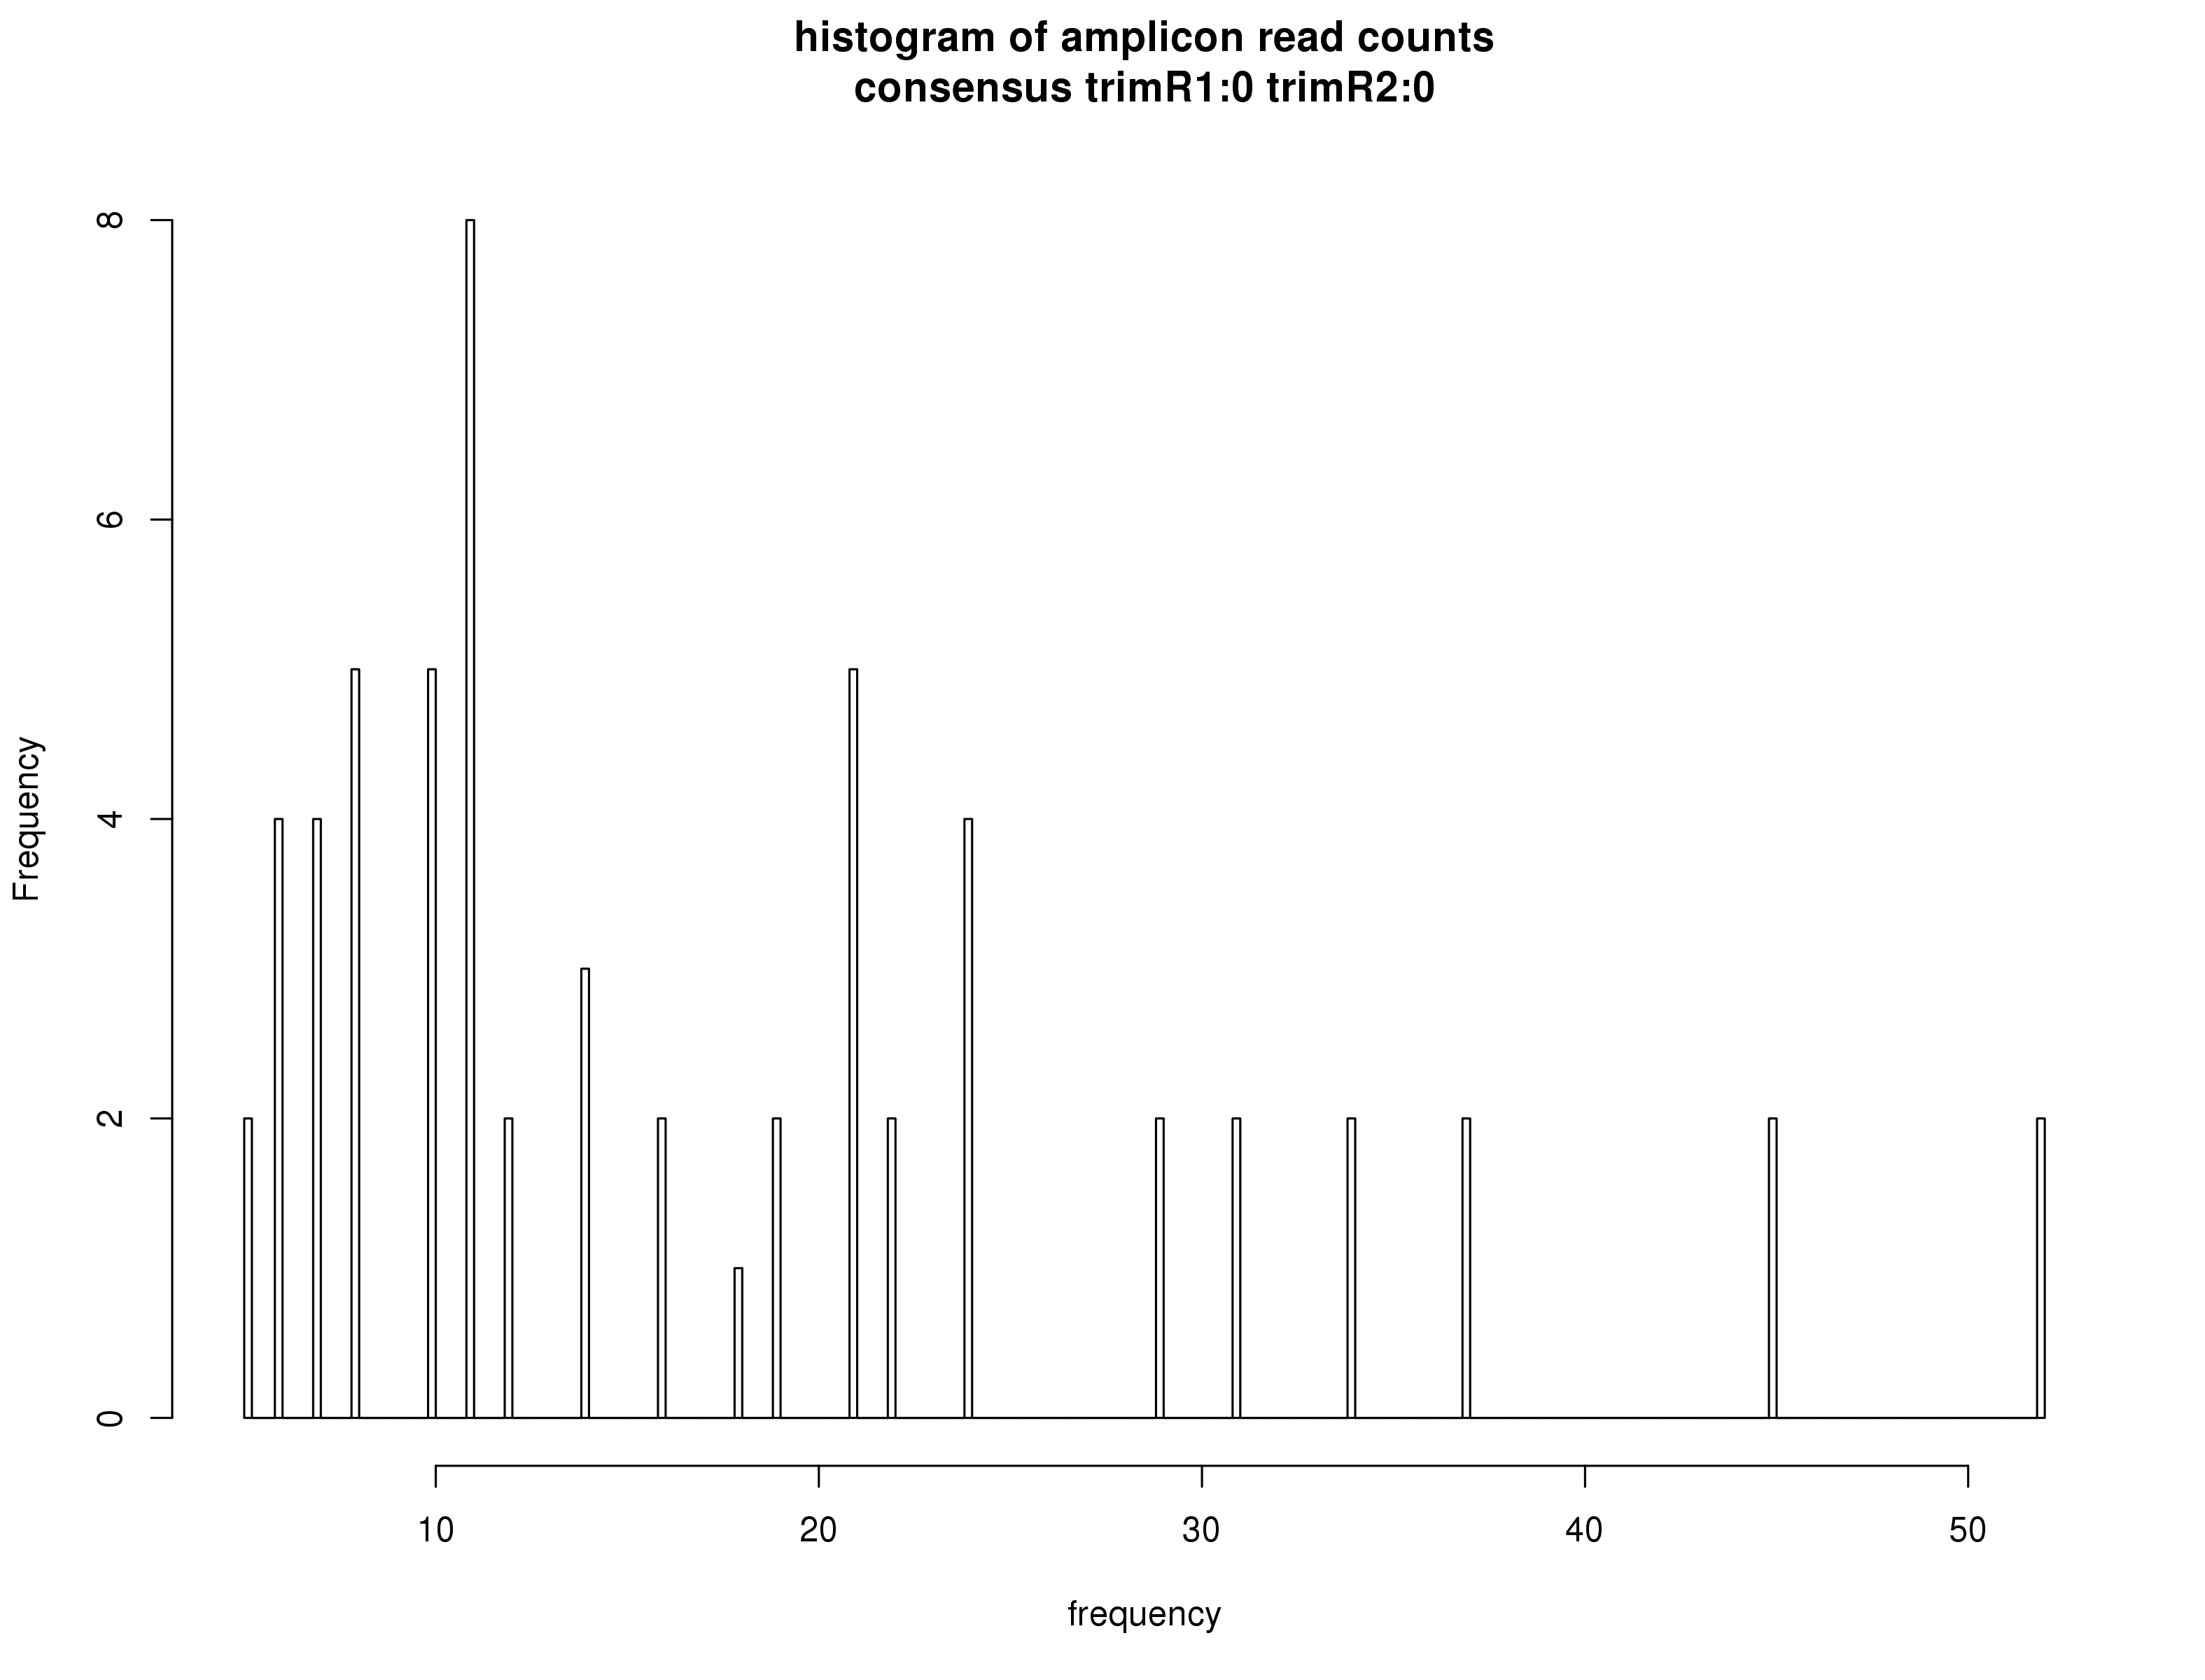 histogram of amplicon read counts
consensus trimR1:0 trimR2:0
8
6
4
2
0
Frequency
10 20 30 40 50
frequency